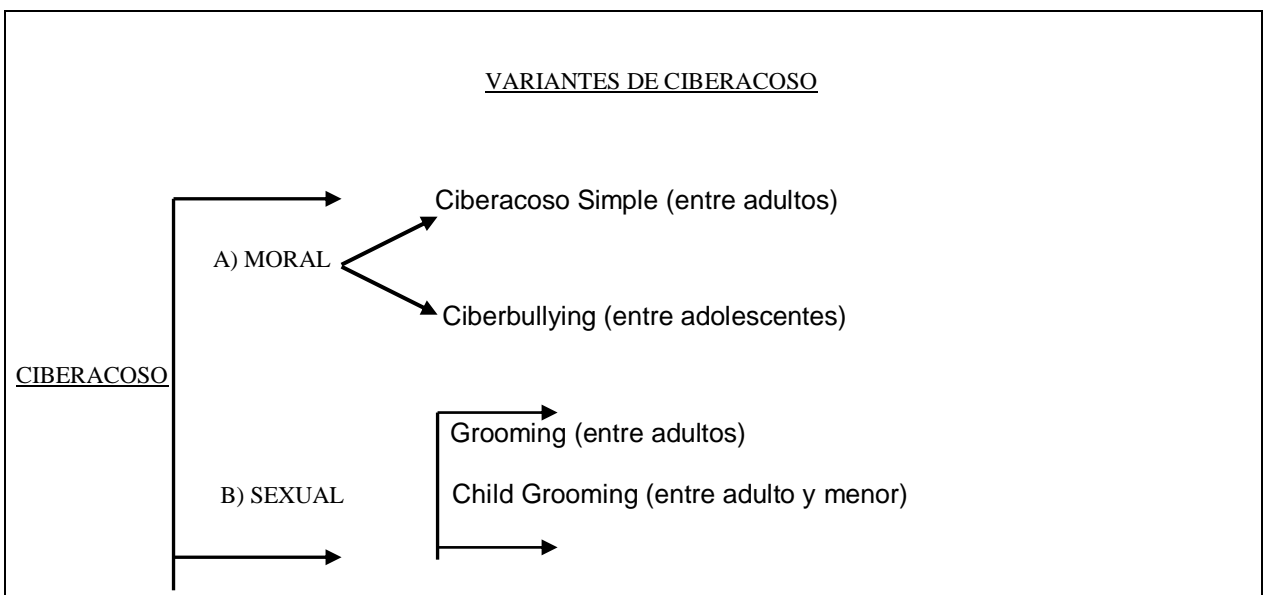 VARIANTES DE CIBERACOSO
Ciberacoso Simple (entre adultos)
A) MORAL
Ciberbullying (entre adolescentes)
CIBERACOSO
Grooming (entre adultos)
B) SEXUAL
Child Grooming (entre adulto y menor)